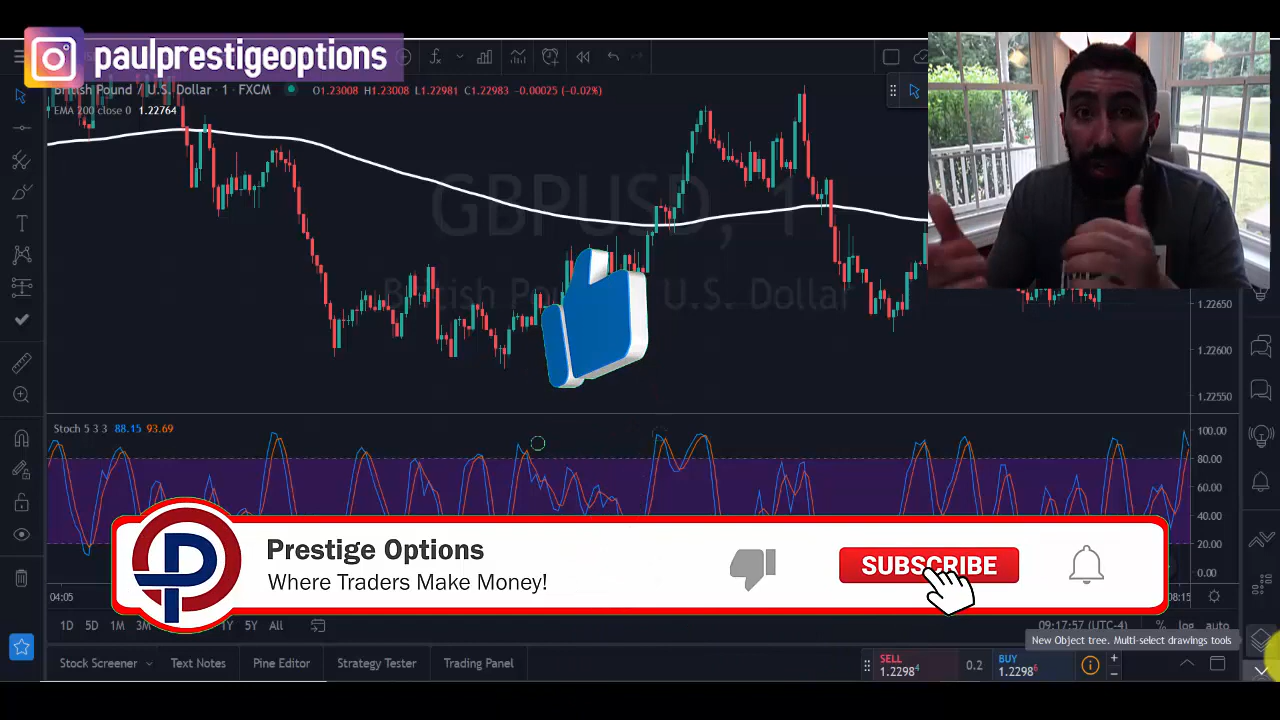 paulprestigeoptions
British Pound / U.S. Dollar · 1 · FXCM O1.23008 H1.23008 L1.22981 C1.22983 -0.00025 (-0.02%)
EMA 200 close 0 1.22764
GBPUSD, 1
British Pound / U.S. Dollar
1.22650
1.22600
1.22550
Stoch 5 3 3 88.15 93.69
100.00
80.00
60.00
40.00
20.00
0.00
Prestige Options
Where Traders Make Money!
SUBSCRIBE
04:05
08:15
1D 5D 1M 3M 1Y 5Y All
09:17:57 (UTC-4) % log auto
New Object tree. Multi-select drawings tools
Stock Screener Text Notes Pine Editor Strategy Tester Trading Panel
SELL 0.2 BUY
1.2298⁴ 1.2298⁶